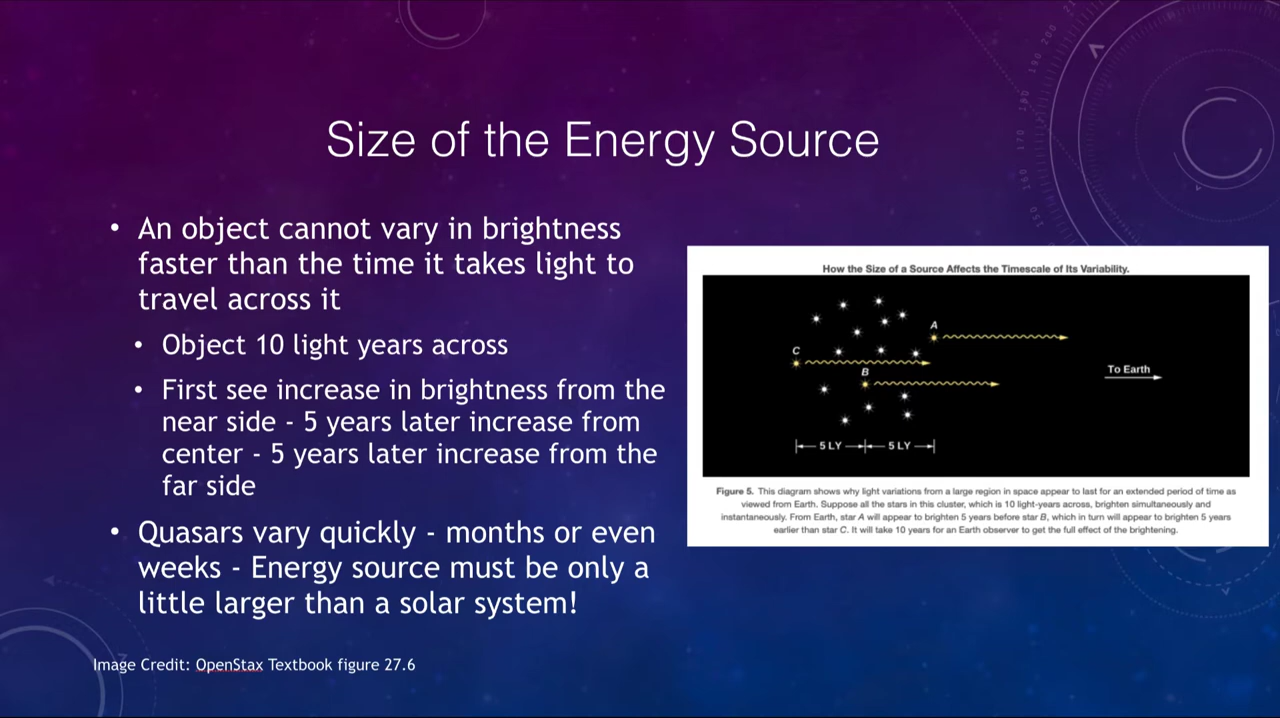 Size of the Energy Source
• An object cannot vary in brightness
faster than the time it takes light to
travel across it
• Object 10 light years across
• First see increase in brightness from the
near side - 5 years later increase from
center - 5 years later increase from the
far side
• Quasars vary quickly - months or even
weeks - Energy source must be only a
little larger than a solar system!
Image Credit: OpenStax Textbook figure 27.6
How the Size of a Source Affects the Timescale of Its Variability.
A
C
B
To Earth
5 LY
5 LY
Figure 5. This diagram shows why light variations from a large region in space appear to last for an extended period of time as
viewed from Earth. Suppose all the stars in this cluster, which is 10 light-years across, brighten simultaneously and
instantaneously. From Earth, star A will appear to brighten 5 years before star B, which in turn will appear to brighten 5 years
earlier than star C. It will take 10 years for an Earth observer to get the full effect of the brightening.
200
190
170
160
150